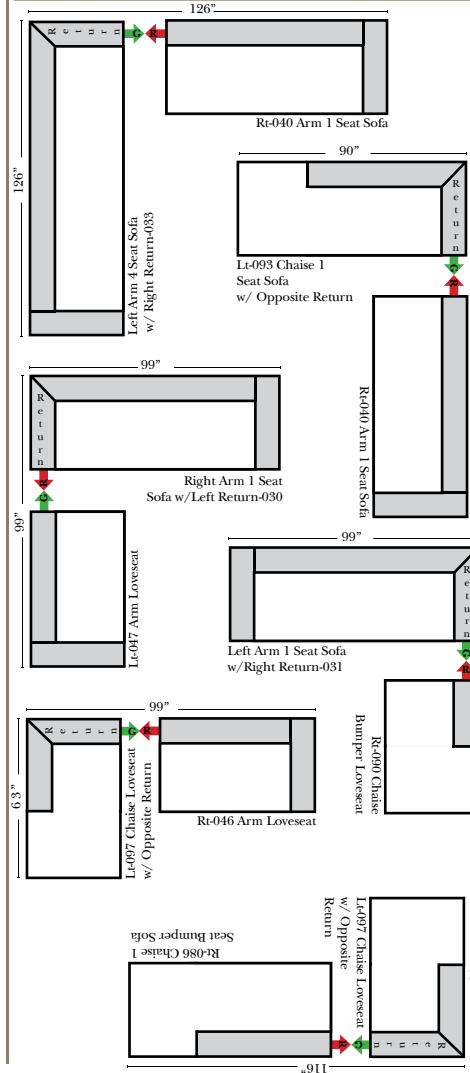 126”
Return
G R
Rt-040 Arm 1 Seat Sofa
126”
Left Arm 4 Seat Sofa
w/ Right Return-033
90”
Return
Lt-093 Chaise 1
Seat Sofa
w/ Opposite Return
G
R
Rt-040 Arm 1 Seat Sofa
99”
Return
Right Arm 1 Seat
Sofa w/Left Return-030
R
G
99”
Lt-047 Arm Loveseat
99”
Return
Left Arm 1 Seat Sofa
w/Right Return-031
G
R
Rt-090 Chaise
Bumper Loveseat
99”
Return
G R
63”
Lt-097 Chaise Loveseat
w/ Opposite Return
Rt-046 Arm Loveseat
Rt-086 Chaise 1
Seat Bumper Sofa
Lt-097 Chaise Loveseat
w/ Opposite
Return
R G
Return
116”